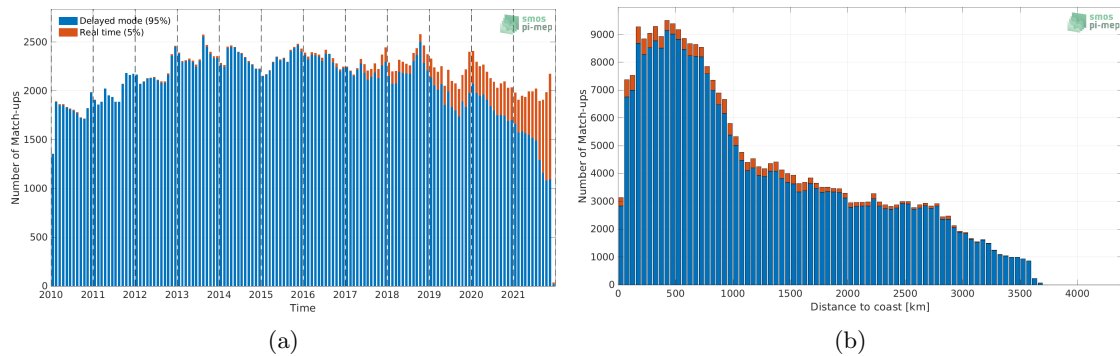 Delayed mode (95%)
Real time (5%)
smos
pi-mep
2500
2000
1500
1000
500
0
Number of Match-ups
2010 2011 2012 2013 2014 2015 2016 2017 2018 2019 2020 2021
Time
(a)
smos
pi-mep
9000
8000
7000
6000
5000
4000
3000
2000
1000
0
Number of Match-ups
0 500 1000 1500 2000 2500 3000 3500 4000
Distance to coast [km]
(b)